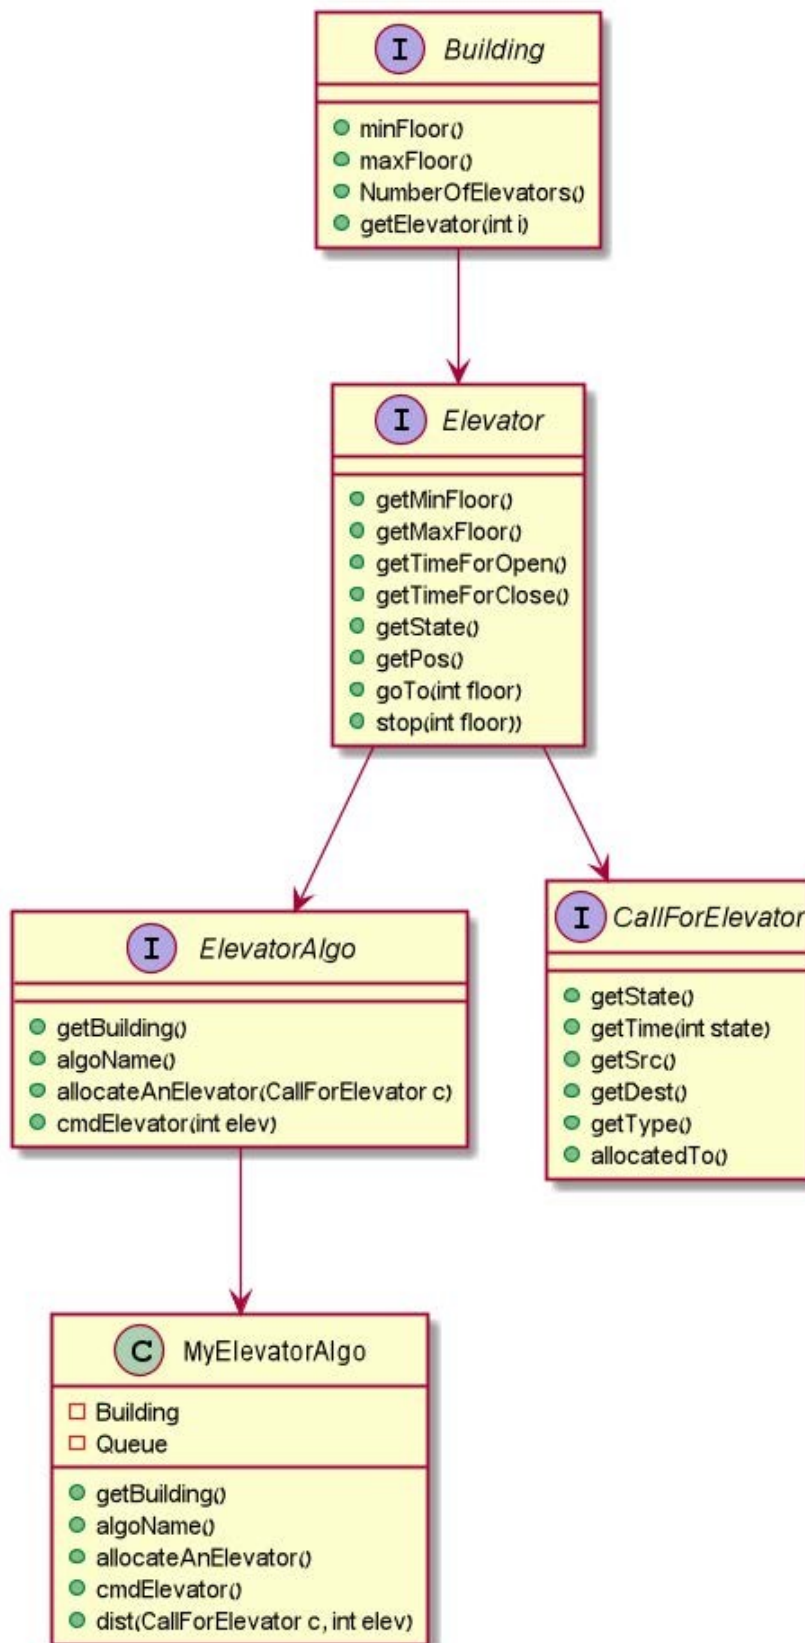 I Building
minFloor()
maxFloor()
NumberOfElevators()
getElevator(int i)
I Elevator
getMinFloor()
getMaxFloor()
getTimeForOpen()
getTimeForClose()
getState()
getPos()
goTo(int floor)
stop(int floor))
I ElevatorAlgo
getBuilding()
algoName()
allocateAnElevator(CallForElevator c)
cmdElevator(int elev)
I CallForElevator
getState()
getTime(int state)
getSrc()
getDest()
getType()
allocatedTo()
C MyElevatorAlgo
Building
Queue
getBuilding()
algoName()
allocateAnElevator()
cmdElevator()
dist(CallForElevator c, int elev)